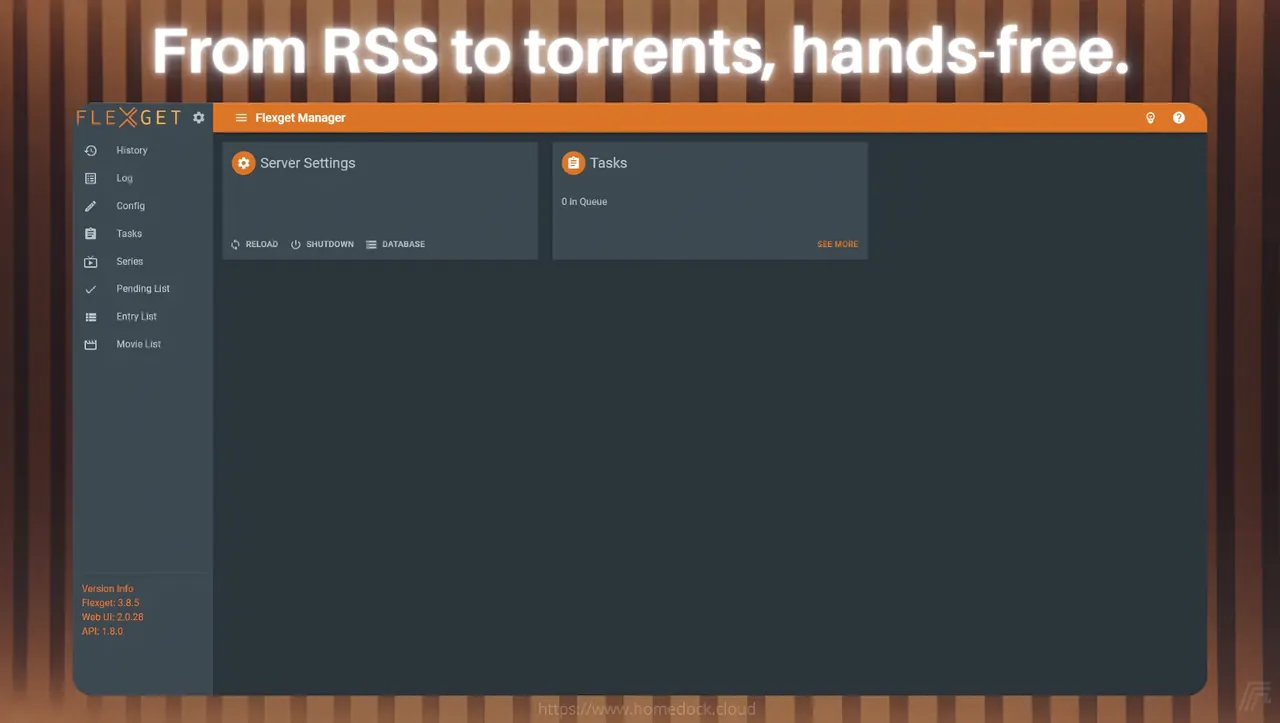 From RSS to torrents, hands-free.
FLEXGET
Flexget Manager
History
Log
Config
Tasks
Series
Pending List
Entry List
Movie List
Server Settings
RELOAD SHUTDOWN DATABASE
Tasks
0 in Queue
SEE MORE
Version Info
Flexget: 3.8.5
Web UI: 2.0.28
API: 1.8.0
https://www.homedock.cloud